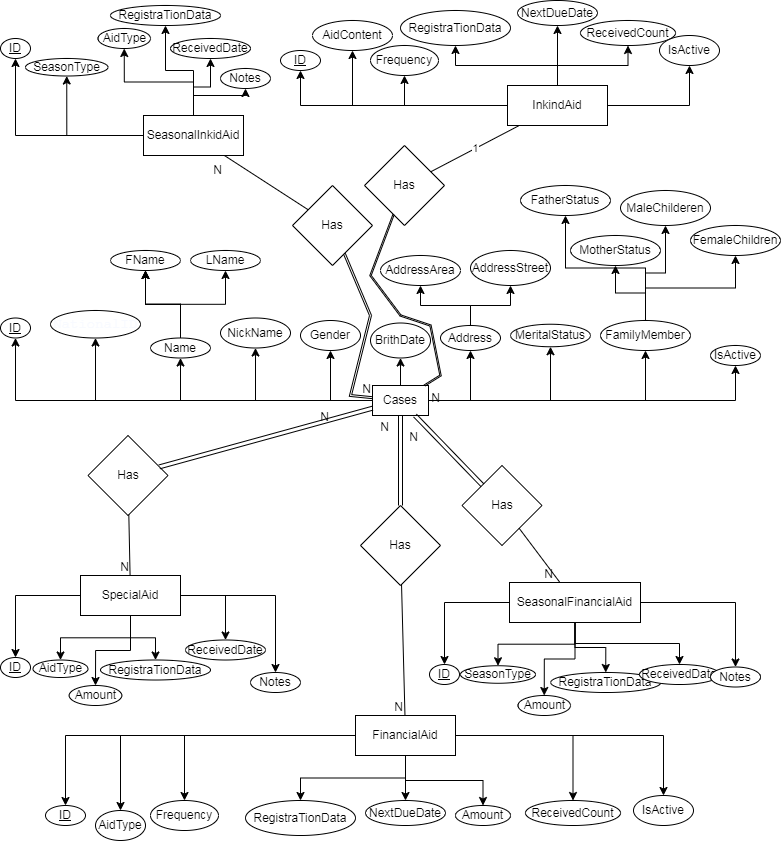 RegistraTionData
AidType
ReceivedDate
ID
SeasonType
Notes
SeasonalInkidAid
N
NextDueDate
RegistraTionData
AidContent
ReceivedCount
IsActive
ID
Frequency
InkindAid
1
Has
Has
FatherStatus
MaleChilderen
MotherStatus
FemaleChildren
FName
LName
AddressArea
AddressStreet
ID
Name
NickName
Gender
BrithDate
Address
MeritalStatus
FamilyMember
IsActive
N
Cases
N
N
N
N
Has
Has
Has
N
N
SpecialAid
SeasonalFinancialAid
ID
AidType
RegistraTionData
ReceivedDate
Amount
Notes
ID
SeasonType
RegistraTionData
ReceivedDate
Notes
Amount
N
FinancialAid
ID
AidType
Frequency
RegistraTionData
NextDueDate
Amount
ReceivedCount
IsActive